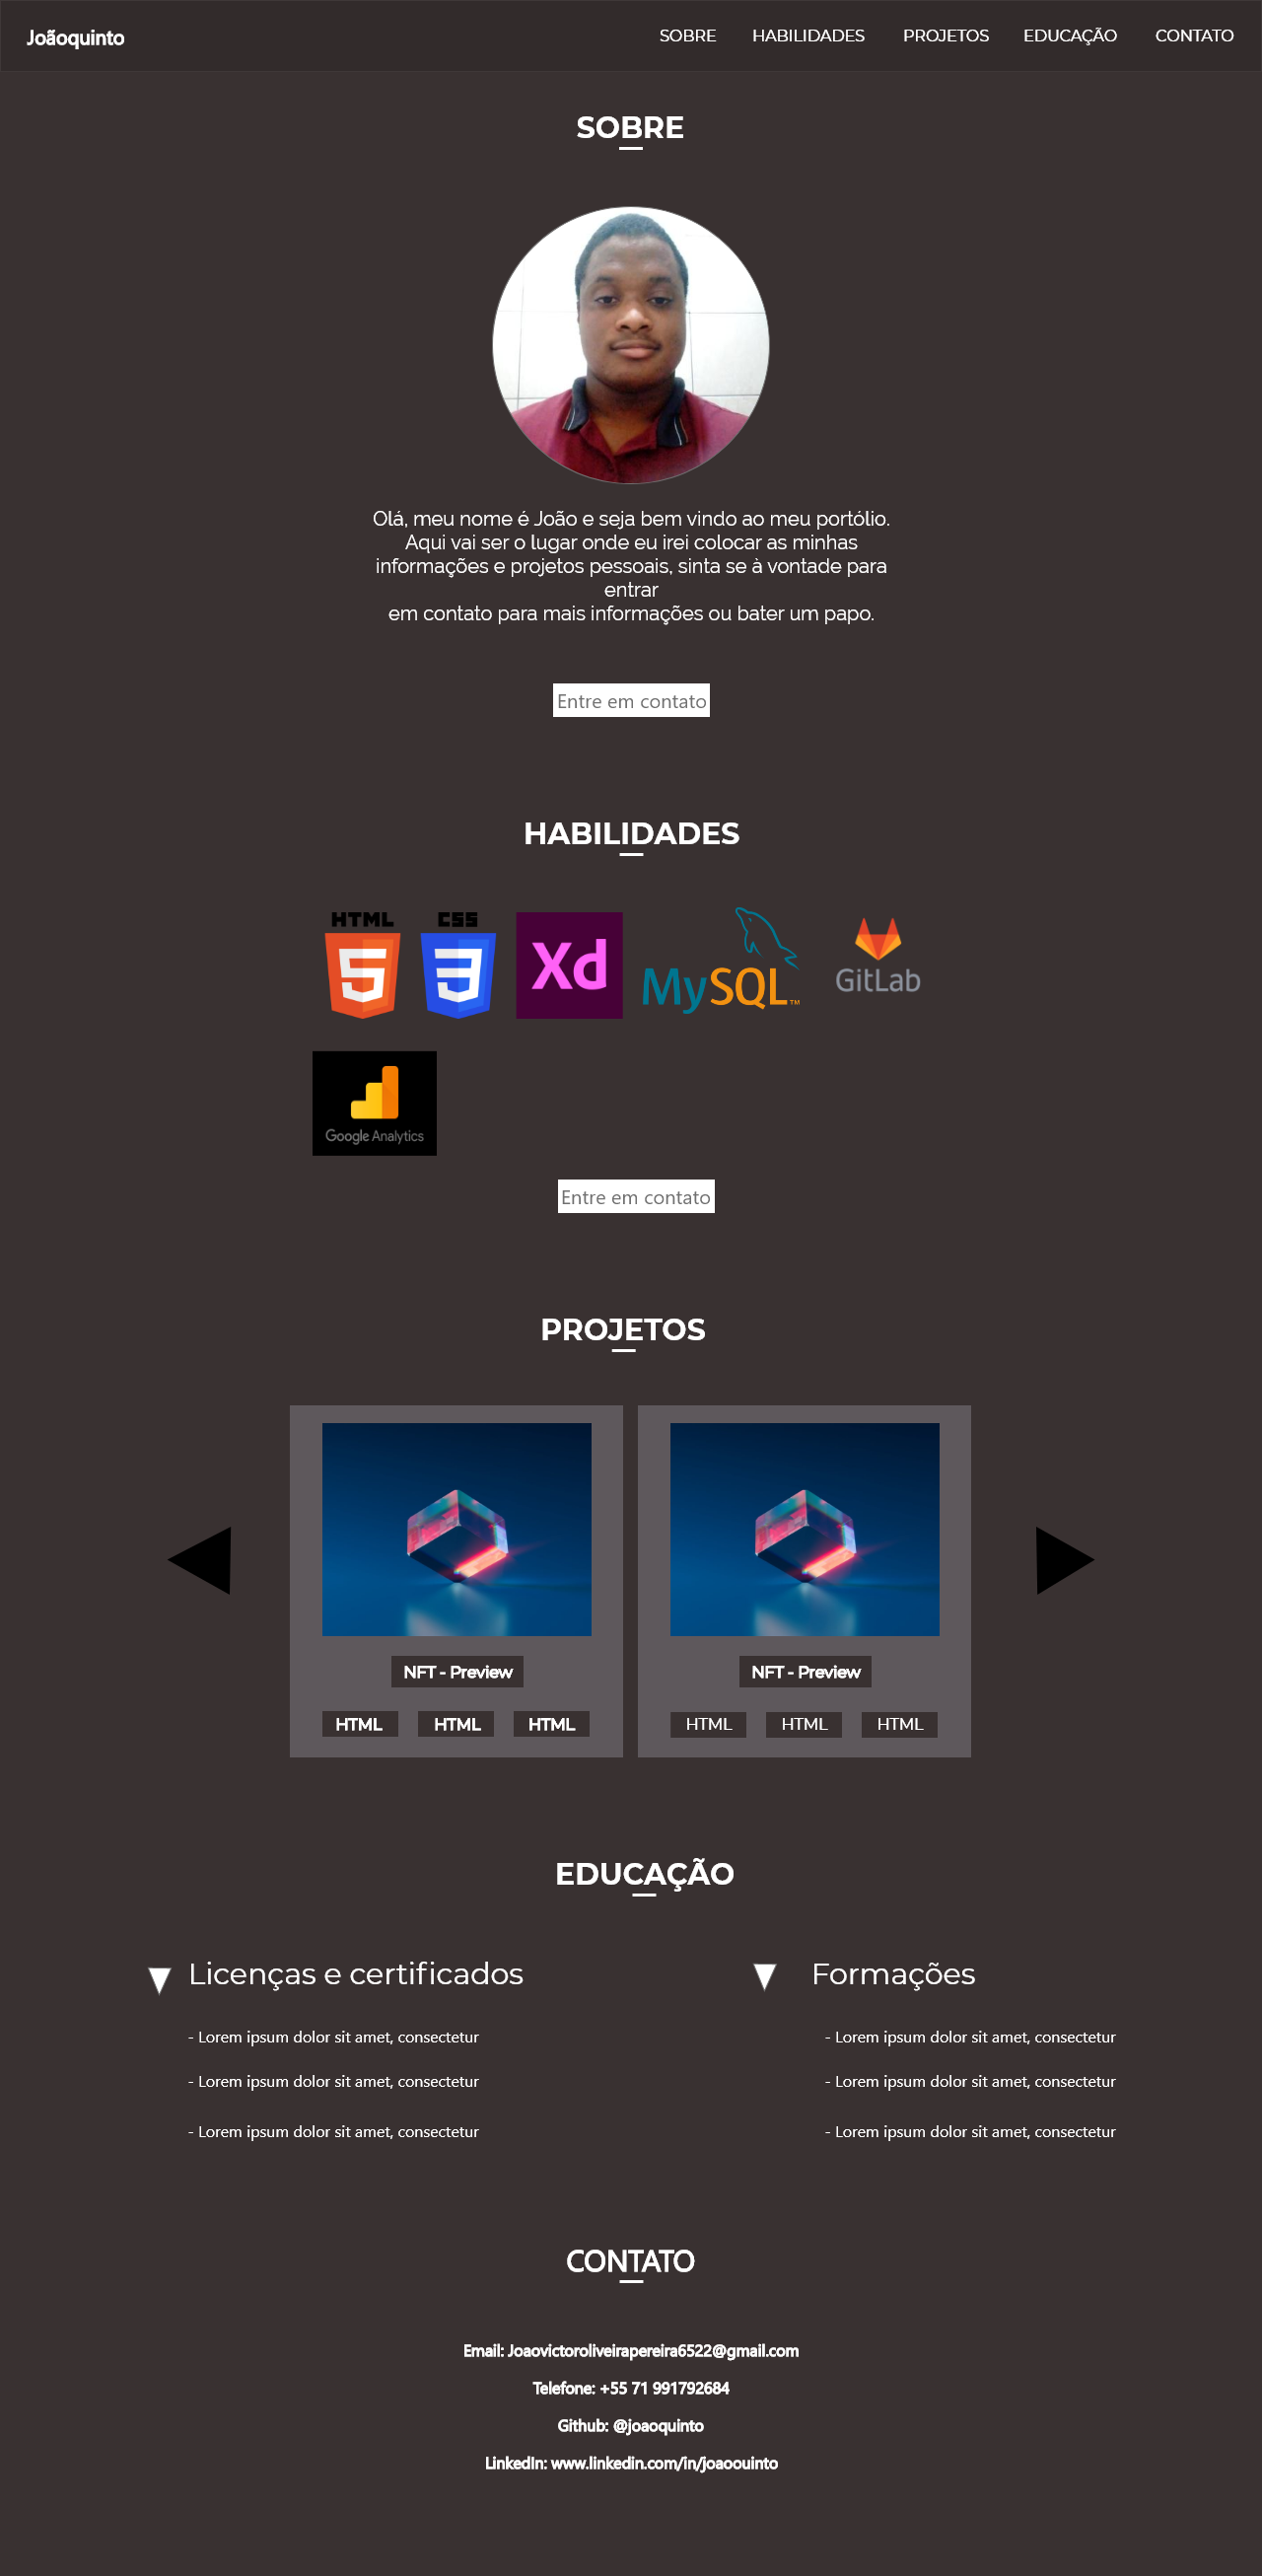 Joãoquinto
SOBRE HABILIDADES PROJETOS EDUCAÇÃO CONTATO
SOBRE
Olá, meu nome é João e seja bem vindo ao meu portólio.
Aqui vai ser o lugar onde eu irei colocar as minhas
informações e projetos pessoais, sinta se à vontade para
entrar
em contato para mais informações ou bater um papo.
Entre em contato
HABILIDADES
HTML 5
CSS 3
Xd
MySQL™
GitLab
Google Analytics
Entre em contato
PROJETOS
NFT - Preview
HTML HTML HTML
NFT - Preview
HTML HTML HTML
EDUCAÇÃO
Licenças e certificados
- Lorem ipsum dolor sit amet, consectetur
- Lorem ipsum dolor sit amet, consectetur
- Lorem ipsum dolor sit amet, consectetur
Formações
- Lorem ipsum dolor sit amet, consectetur
- Lorem ipsum dolor sit amet, consectetur
- Lorem ipsum dolor sit amet, consectetur
CONTATO
Email: Joaovictoroliveirapereira6522@gmail.com
Telefone: +55 71 991792684
Github: @joaoquinto
LinkedIn: www.linkedin.com/in/joaoouinto